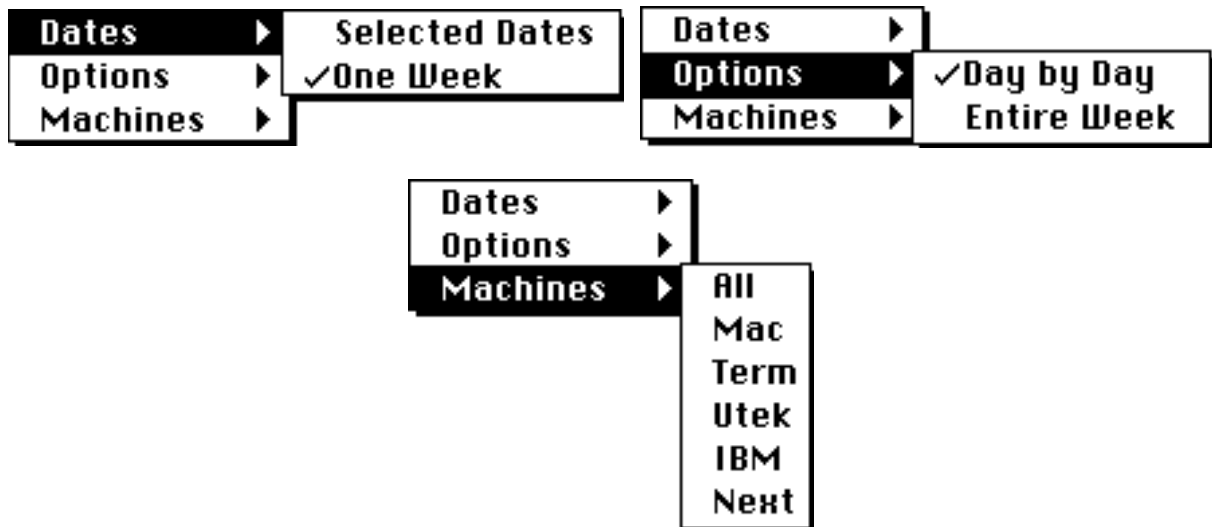 Dates
Options
Machines
Selected Dates
✓One Week
Dates
Options
Machines
✓Day by Day
Entire Week
Dates
Options
Machines
All
Mac
Term
Utek
IBM
Next